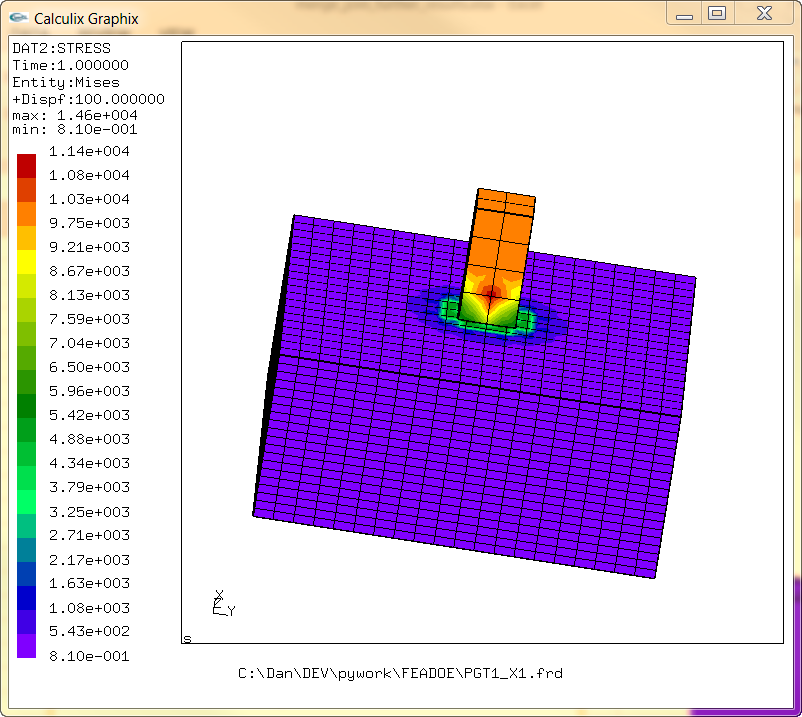 Calculix Graphix
DAT2:STRESS
Time:1.000000
Entity:Mises
+Dispf:100.000000
max: 1.46e+004
min: 8.10e-001
1.14e+004
1.08e+004
1.03e+004
9.75e+003
9.21e+003
8.67e+003
8.13e+003
7.59e+003
7.04e+003
6.50e+003
5.96e+003
5.42e+003
4.88e+003
4.34e+003
3.79e+003
3.25e+003
2.71e+003
2.17e+003
1.63e+003
1.08e+003
5.43e+002
8.10e-001
X
Z
Y
s
C:\Dan\DEV\pywork\FEADOE\PGT1_X1.frd